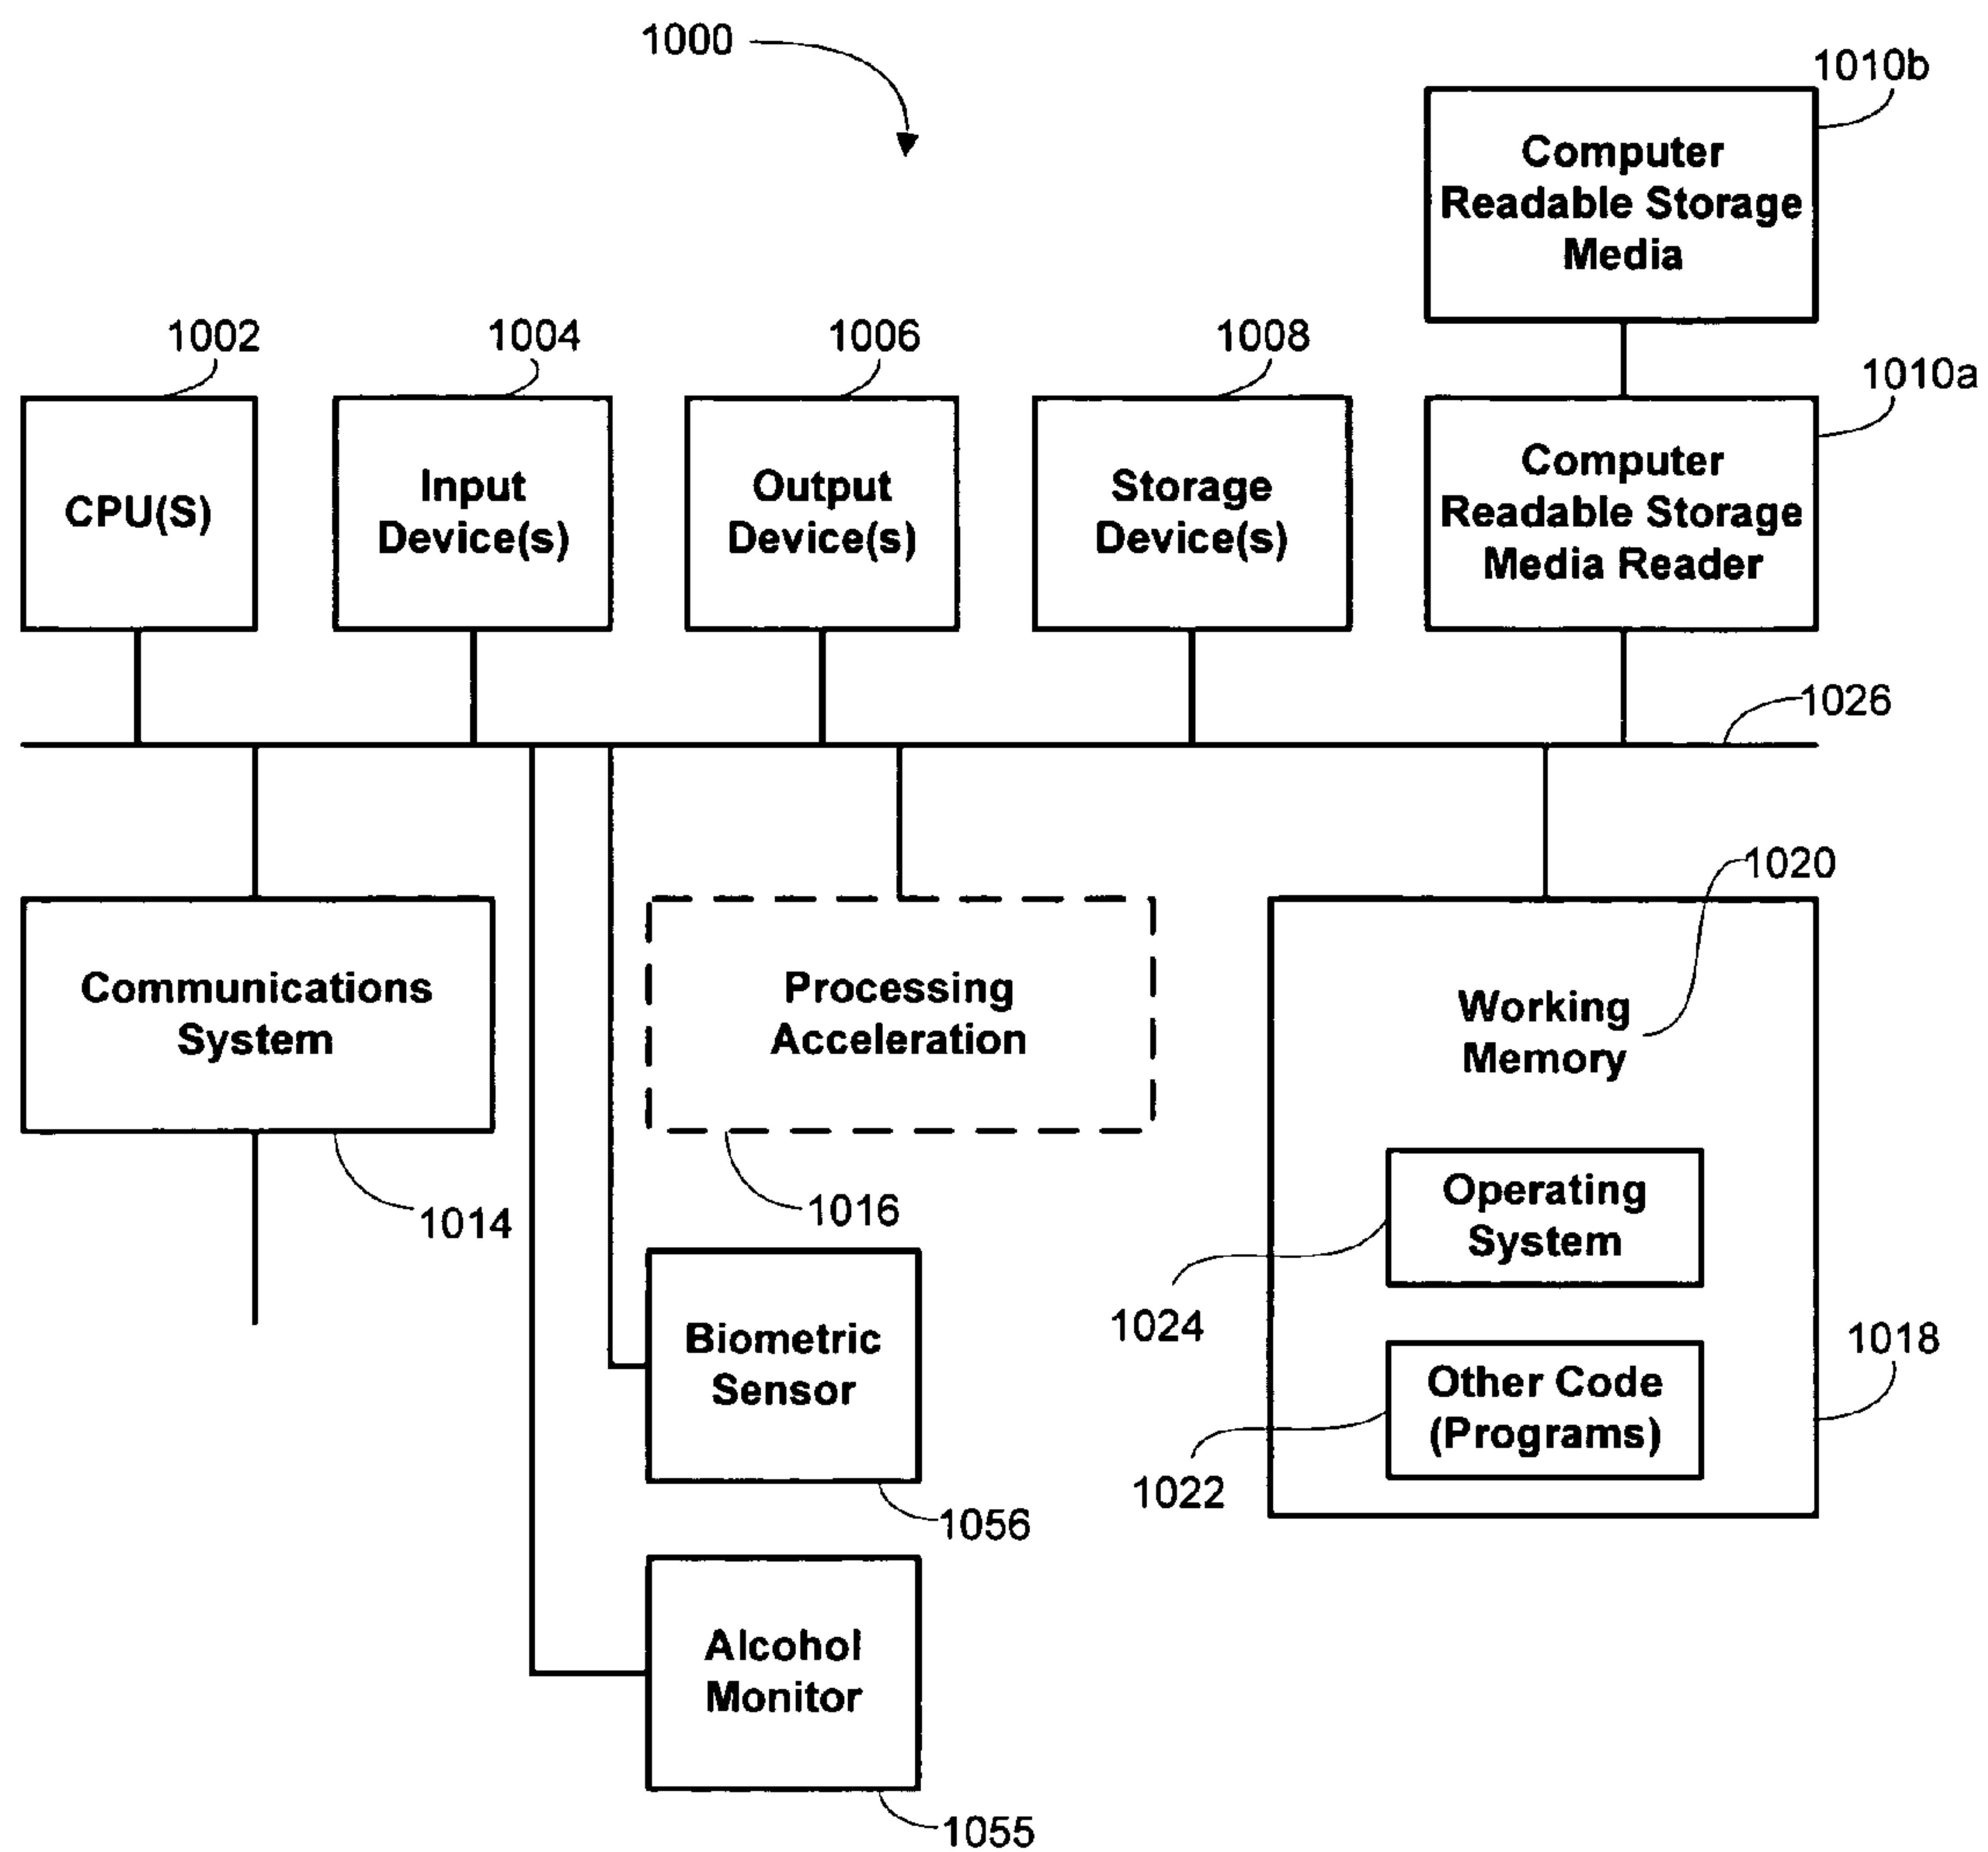 1000
1010b
Computer
Readable Storage
Media
1002
1004
1006
1008
1010a
CPU(S)
Input
Device(s)
Output
Device(s)
Storage
Device(s)
Computer
Readable Storage
Media Reader
1026
1020
Communications
System
Processing
Acceleration
Working
Memory
1014
1016
Operating
System
1024
Biometric
Sensor
1018
Other Code
(Programs)
1022
1056
Alcohol
Monitor
1055